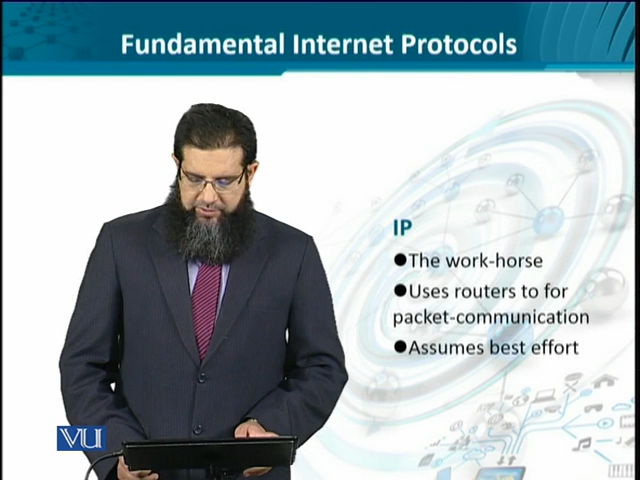 Fundamental Internet Protocols
IP
●The work-horse
●Uses routers to for
packet-communication
●Assumes best effort
VU